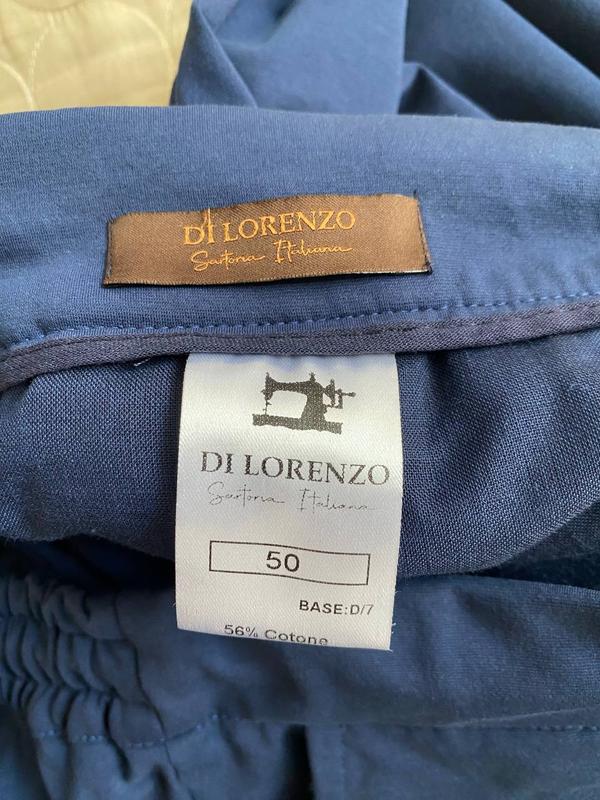 DI LORENZO
Sartoria Italiana
DI LORENZO
Sartoria Italiana
50
BASE:D/7
56% Cotone